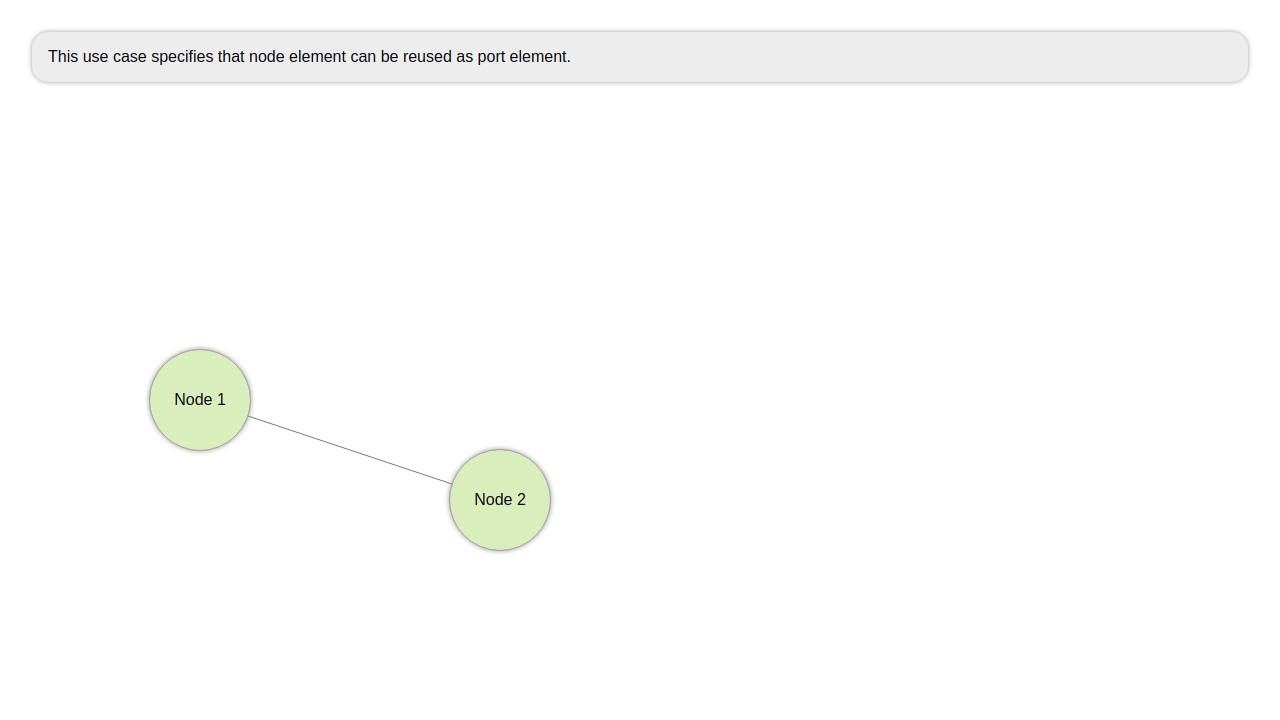 This use case specifies that node element can be reused as port element.
Node 1
Node 2